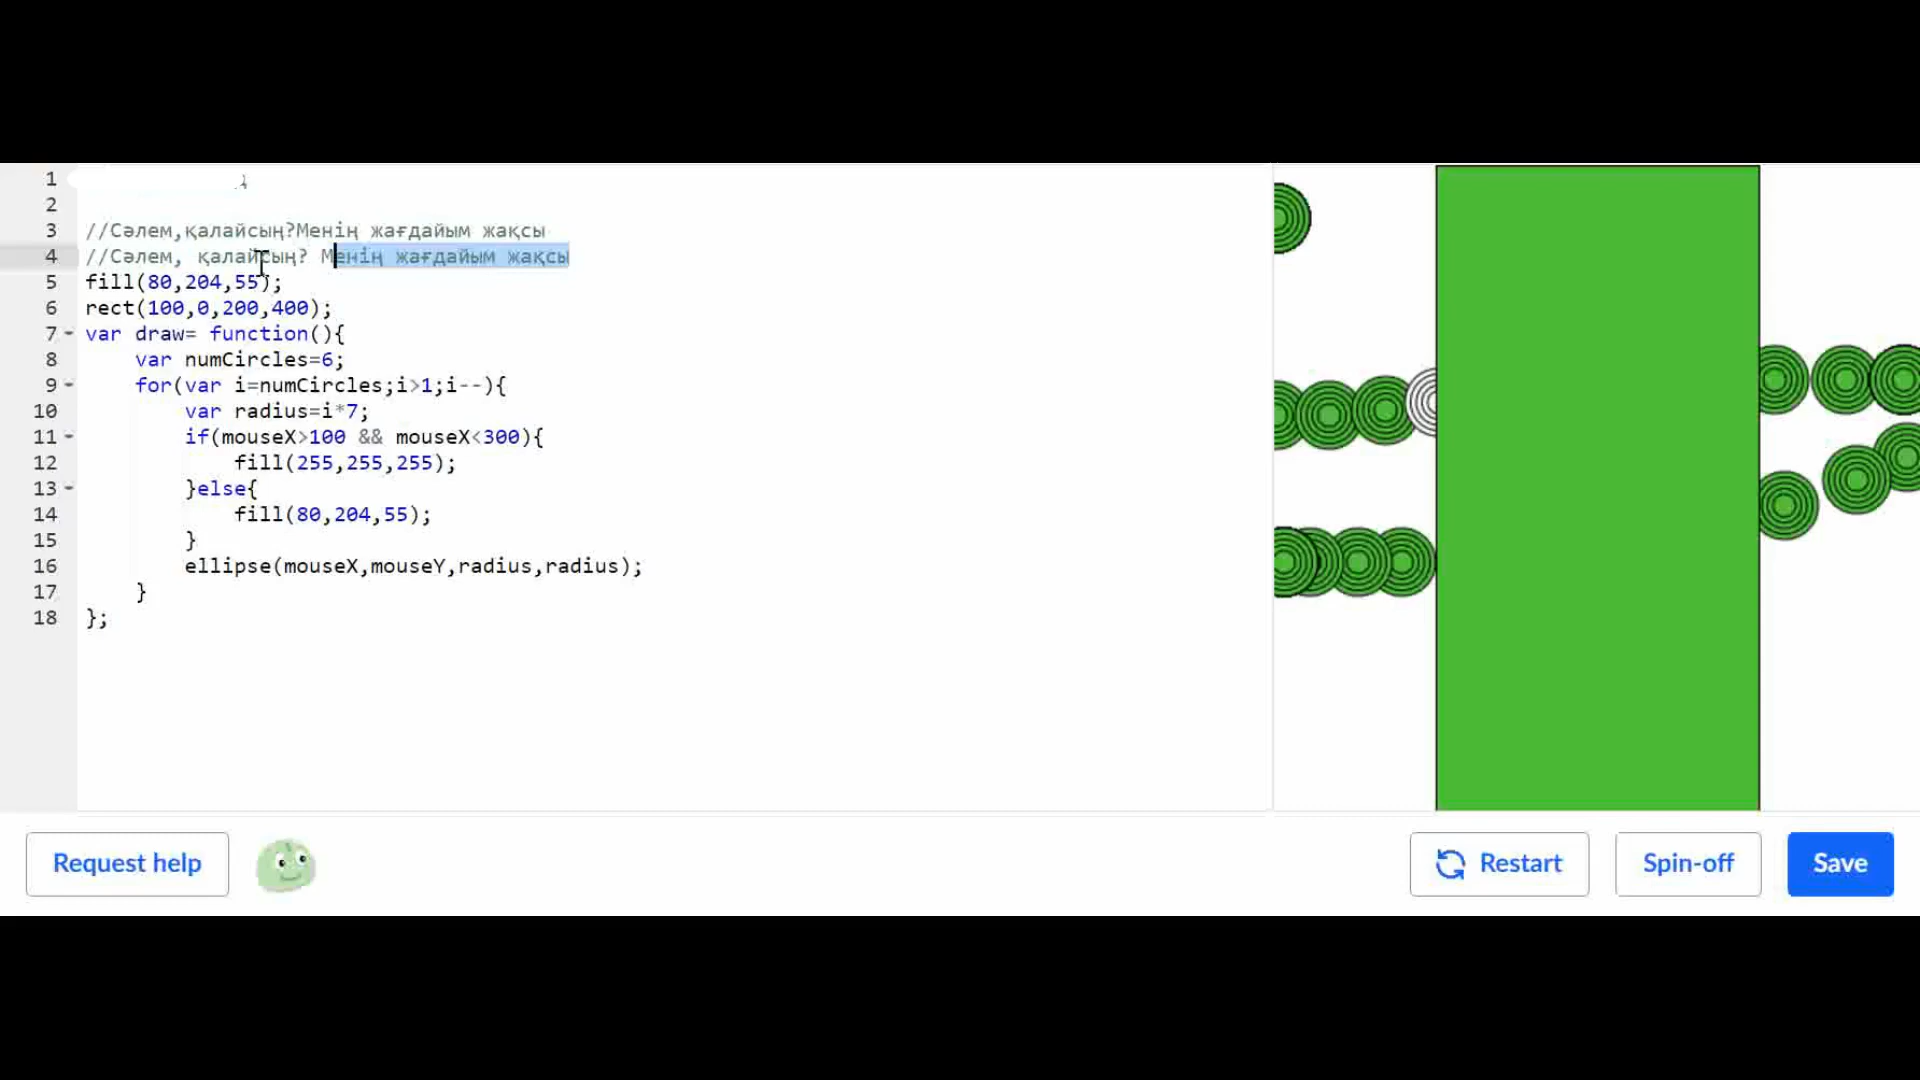 1
2
3 //Сәлем,қалайсың?Менің жағдайым жақсы
4 //Сәлем, қалайсың? Менің жағдайым жақсы
5 fill(80,204,55);
6 rect(100,0,200,400);
7 var draw= function(){
8 var numCircles=6;
9 for(var i=numCircles;i>1;i--){
10 var radius=i*7;
11 if(mouseX>100 && mouseX<300){
12 fill(255,255,255);
13 }else{
14 fill(80,204,55);
15 }
16 ellipse(mouseX,mouseY,radius,radius);
17 }
18 };
Request help
Restart
Spin-off
Save